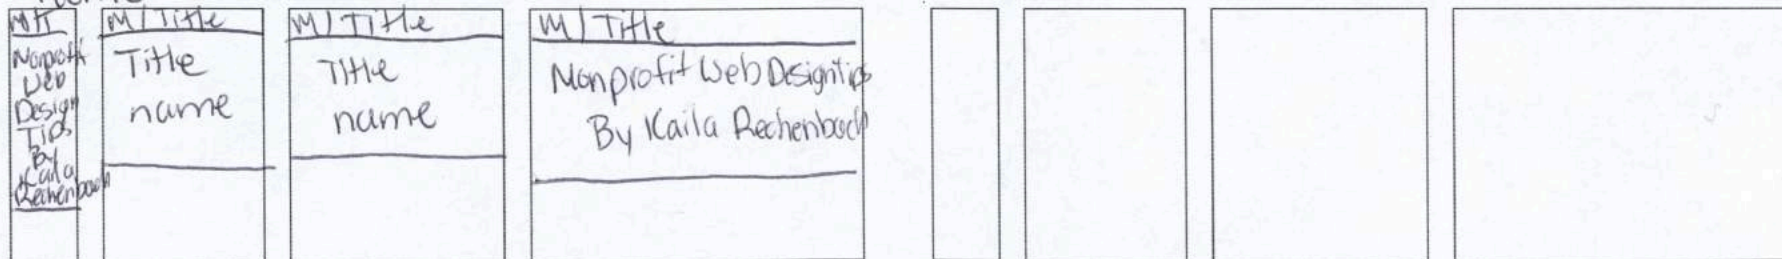 M/T
Nonprofit
Web
Design
Tips
By
Kaila
Rechenbach
M/Title
Title
name
M/Title
Title
name
M/Title
Nonprofit Web Design Tips
By Kaila Rechenbach